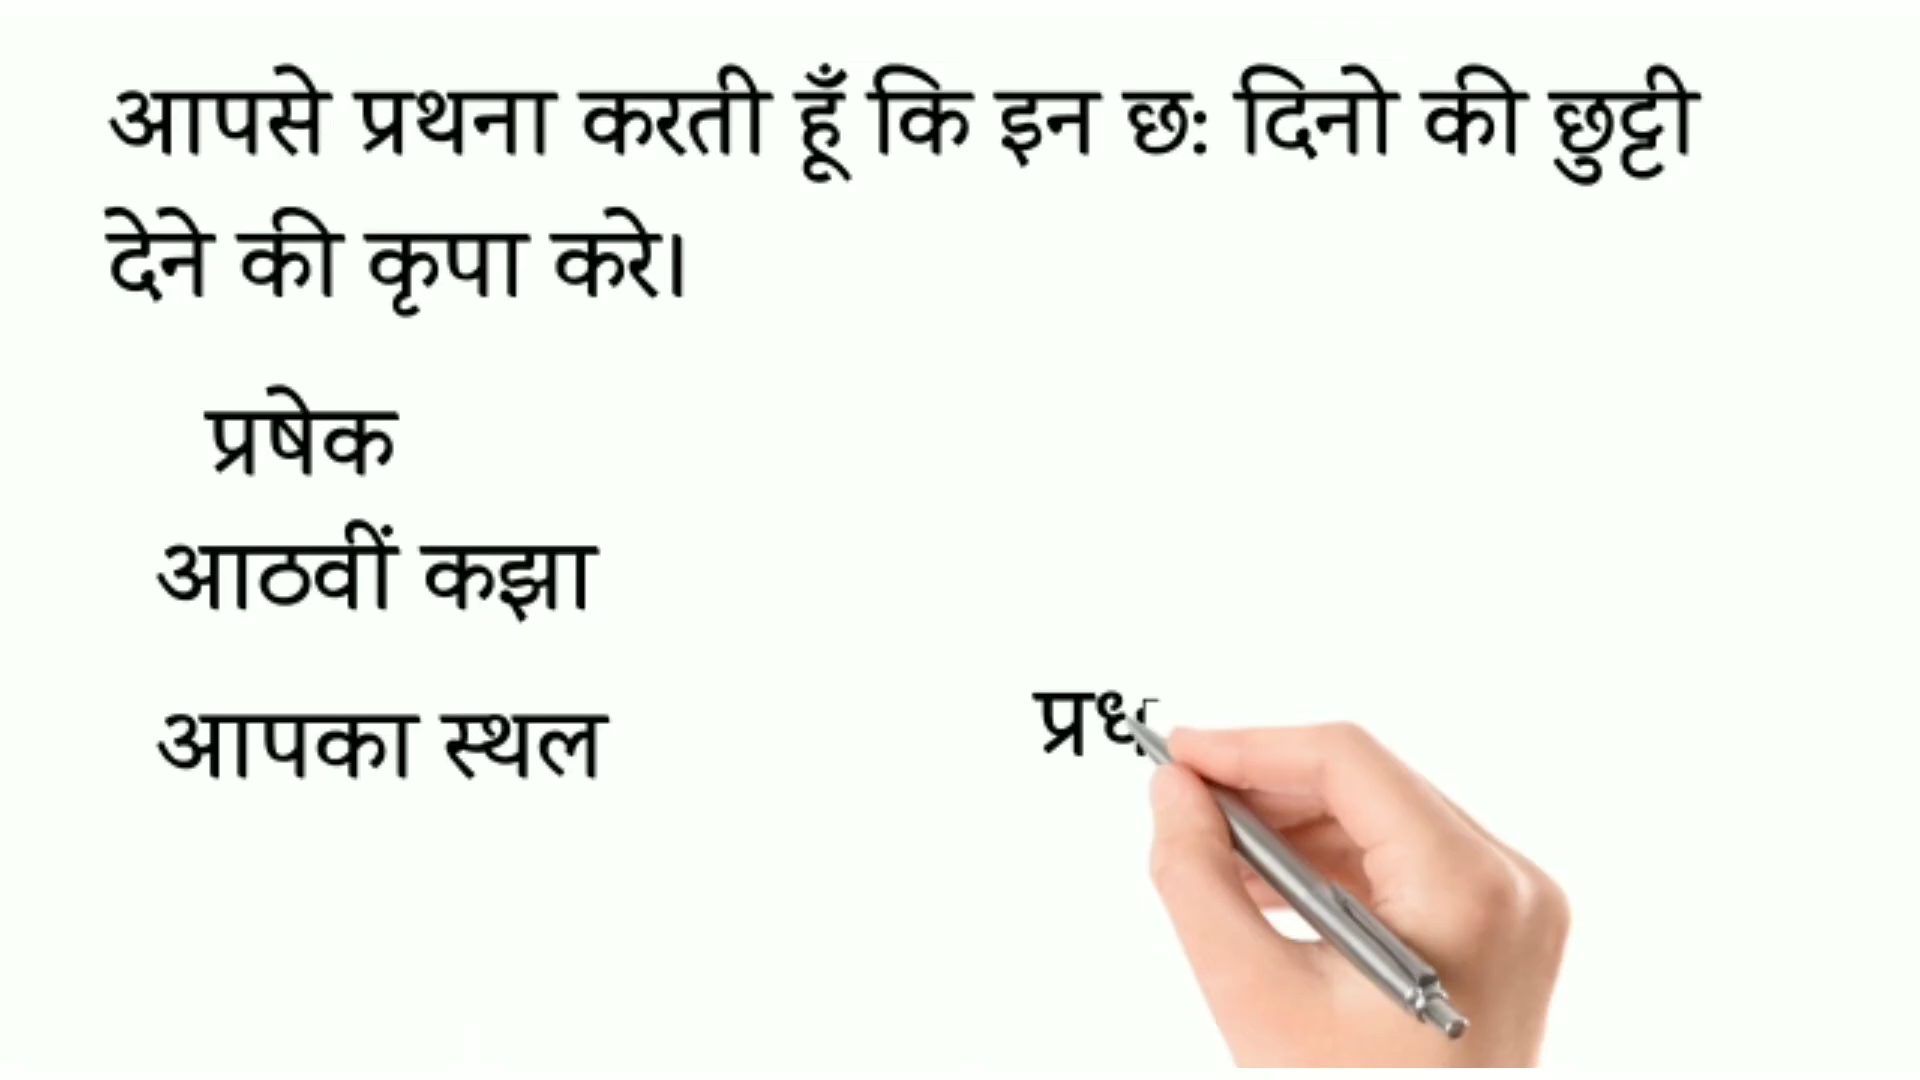 आपसे प्रथना करती हूँ कि इन छः दिनो की छुट्टी
देने की कृपा करे।
प्रषेक
आठवीं कझा
आपका स्थल